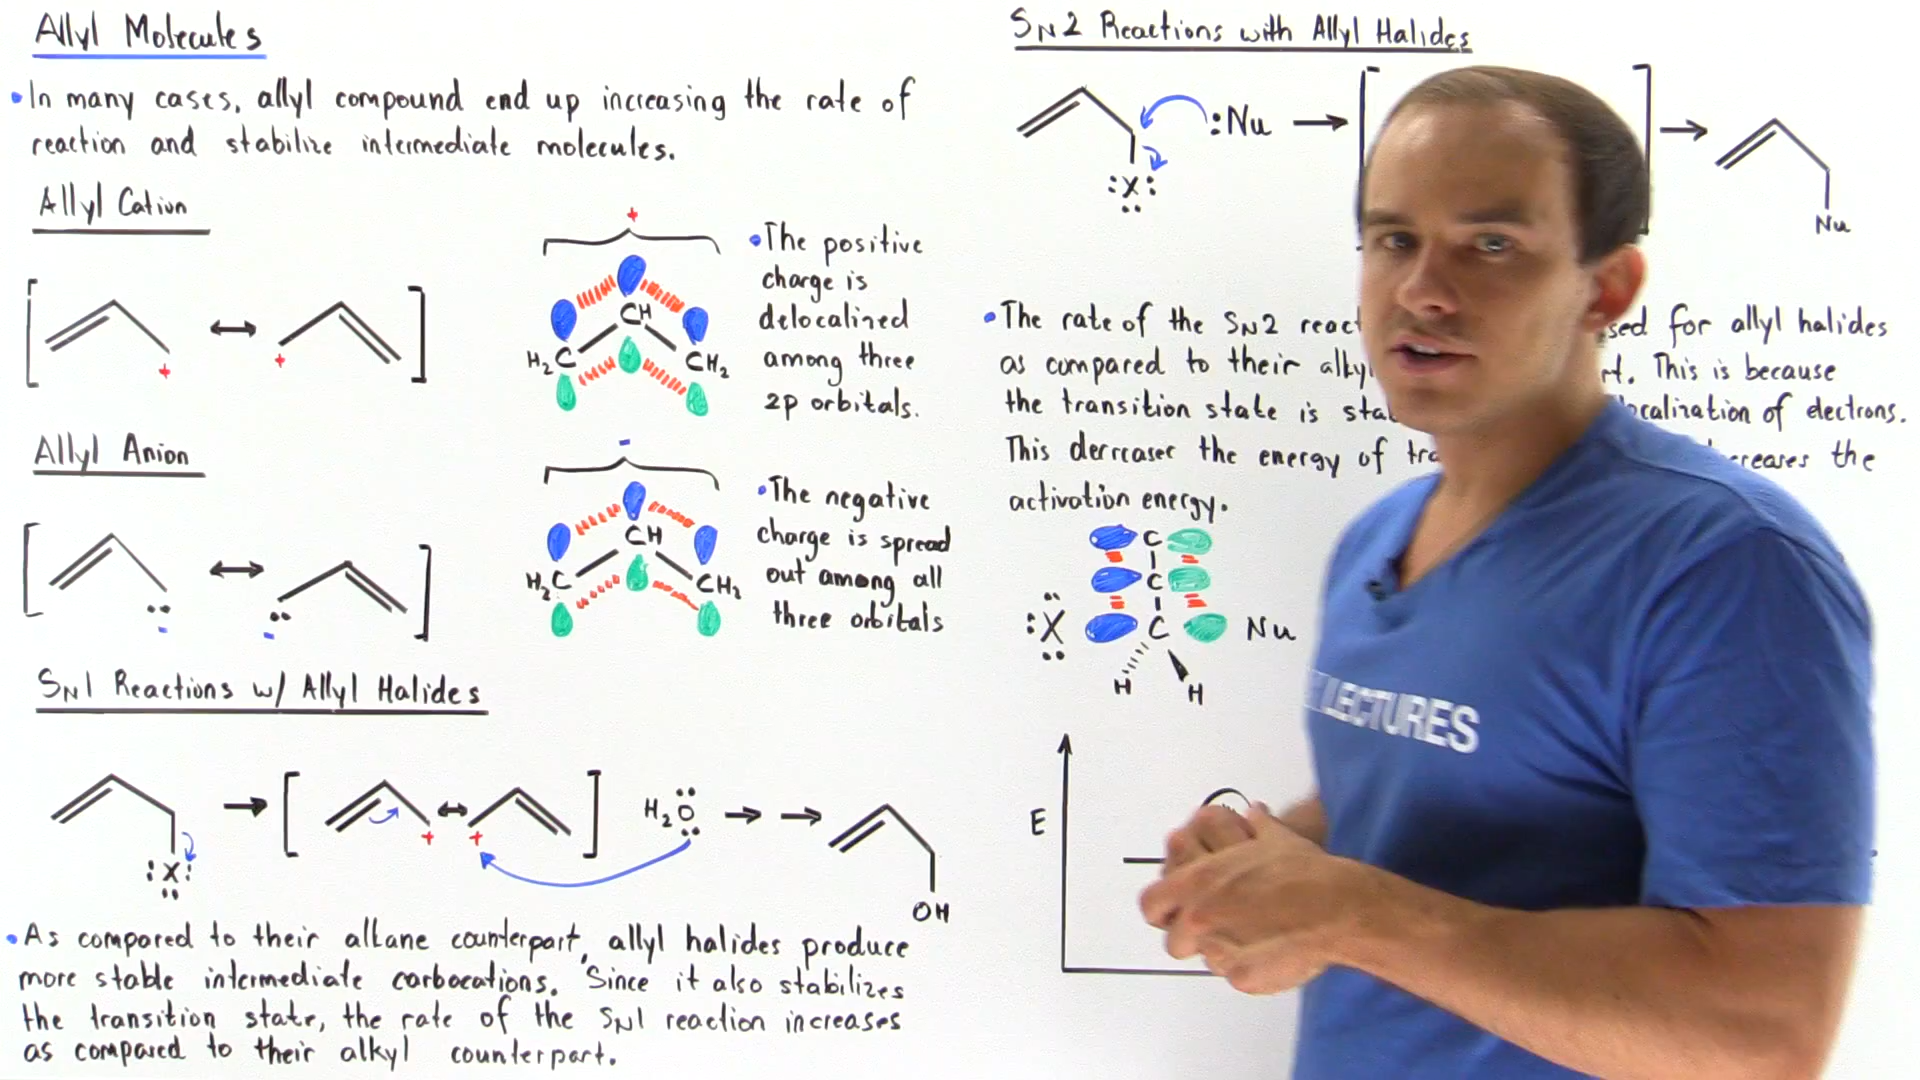 Allyl Molecules
• In many cases, allyl compound end up increasing the rate of
reaction and stabilize intermediate molecules.
Allyl Cation
+
+
+
CH
H₂C
CH₂
• The positive
charge is
delocalized
among three
2p orbitals.
Allyl Anion
-
-
-
CH
H₂C
CH₂
• The negative
charge is spread
out among all
three orbitals
SN1 Reactions w/ Allyl Halides
:X:
+
+
H₂O
OH
• As compared to their alkane counterpart, allyl halides produce
more stable intermediate carbocations. Since it also stabilizes
the transition state, the rate of the SN1 reaction increases
as compared to their alkyl counterpart.
SN2 Reactions with Allyl Halides
:Nu
:X:
Nu
• The rate of the SN2 for allyl halides
as compared to their This is because
the transition state is of electrons.
This decreases the energy of the
activation energy.
C
C
:X C Nu
H H
E
LECTURES